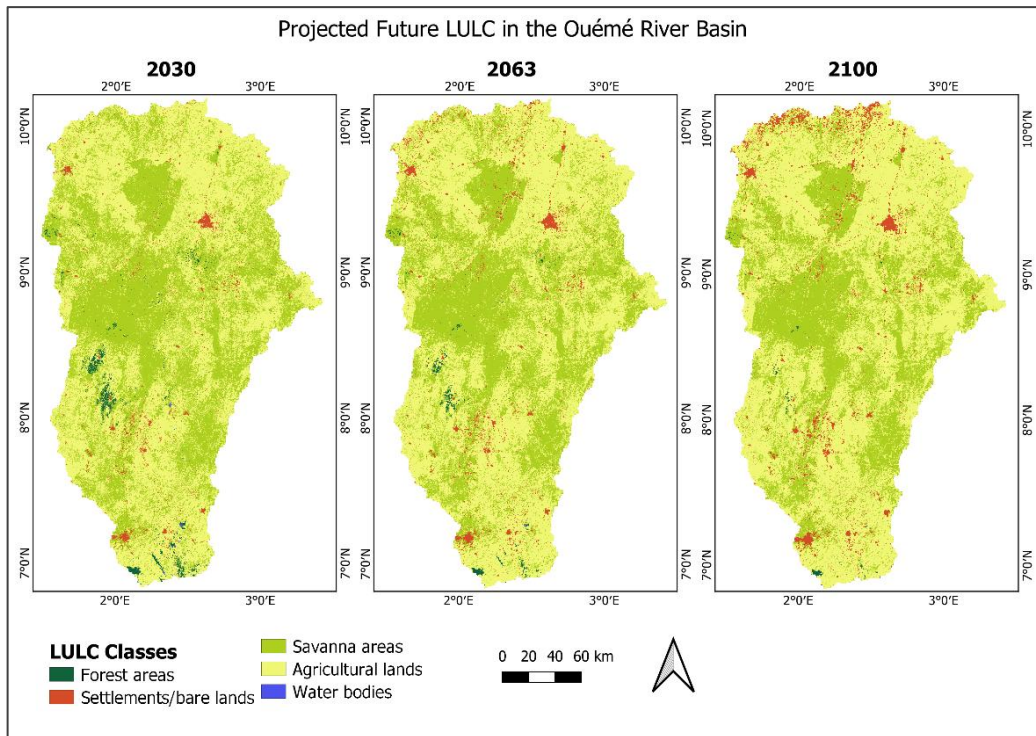 Projected Future LULC in the Ouémé River Basin
2030
2063
2100
2°0'E 3°0'E
2°0'E 3°0'E
2°0'E 3°0'E
10°0'N
9°0'N
8°0'N
7°0'N
10°0'N
9°0'N
8°0'N
7°0'N
10°0'N
9°0'N
8°0'N
7°0'N
10°0'N
9°0'N
8°0'N
7°0'N
2°0'E 3°0'E
2°0'E 3°0'E
2°0'E 3°0'E
LULC Classes
Forest areas
Settlements/bare lands
Savanna areas
Agricultural lands
Water bodies
0 20 40 60 km